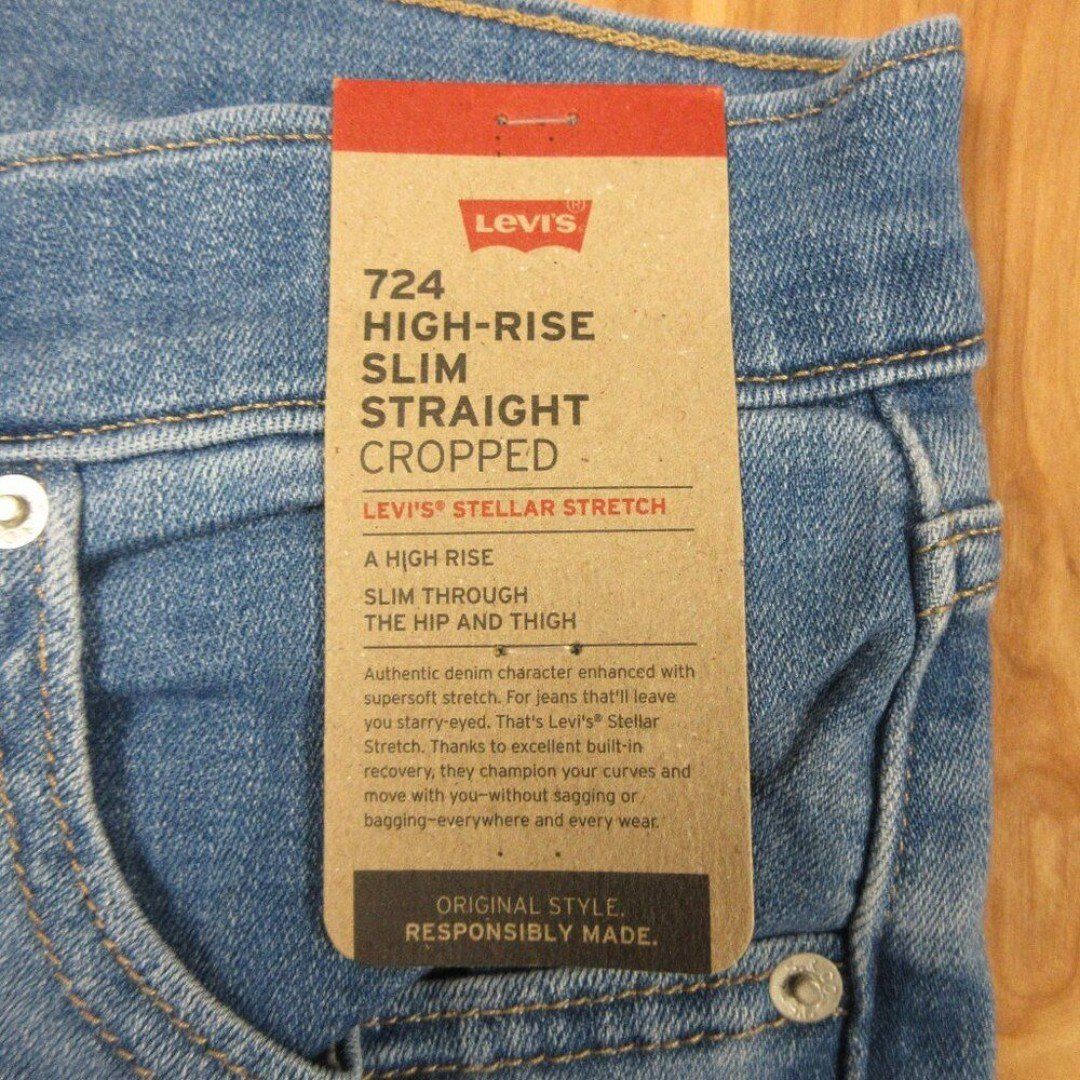 LEVI'S ®
724
HIGH-RISE
SLIM
STRAIGHT
CROPPED
LEVI'S® STELLAR STRETCH
A HIGH RISE
SLIM THROUGH
THE HIP AND THIGH
Authentic denim character enhanced with
supersoft stretch. For jeans that'll leave
you starry-eyed. That's Levi's® Stellar
Stretch. Thanks to excellent built-in
recovery, they champion your curves and
move with you—without sagging or
bagging—everywhere and every wear.
ORIGINAL STYLE.
RESPONSIBLY MADE.